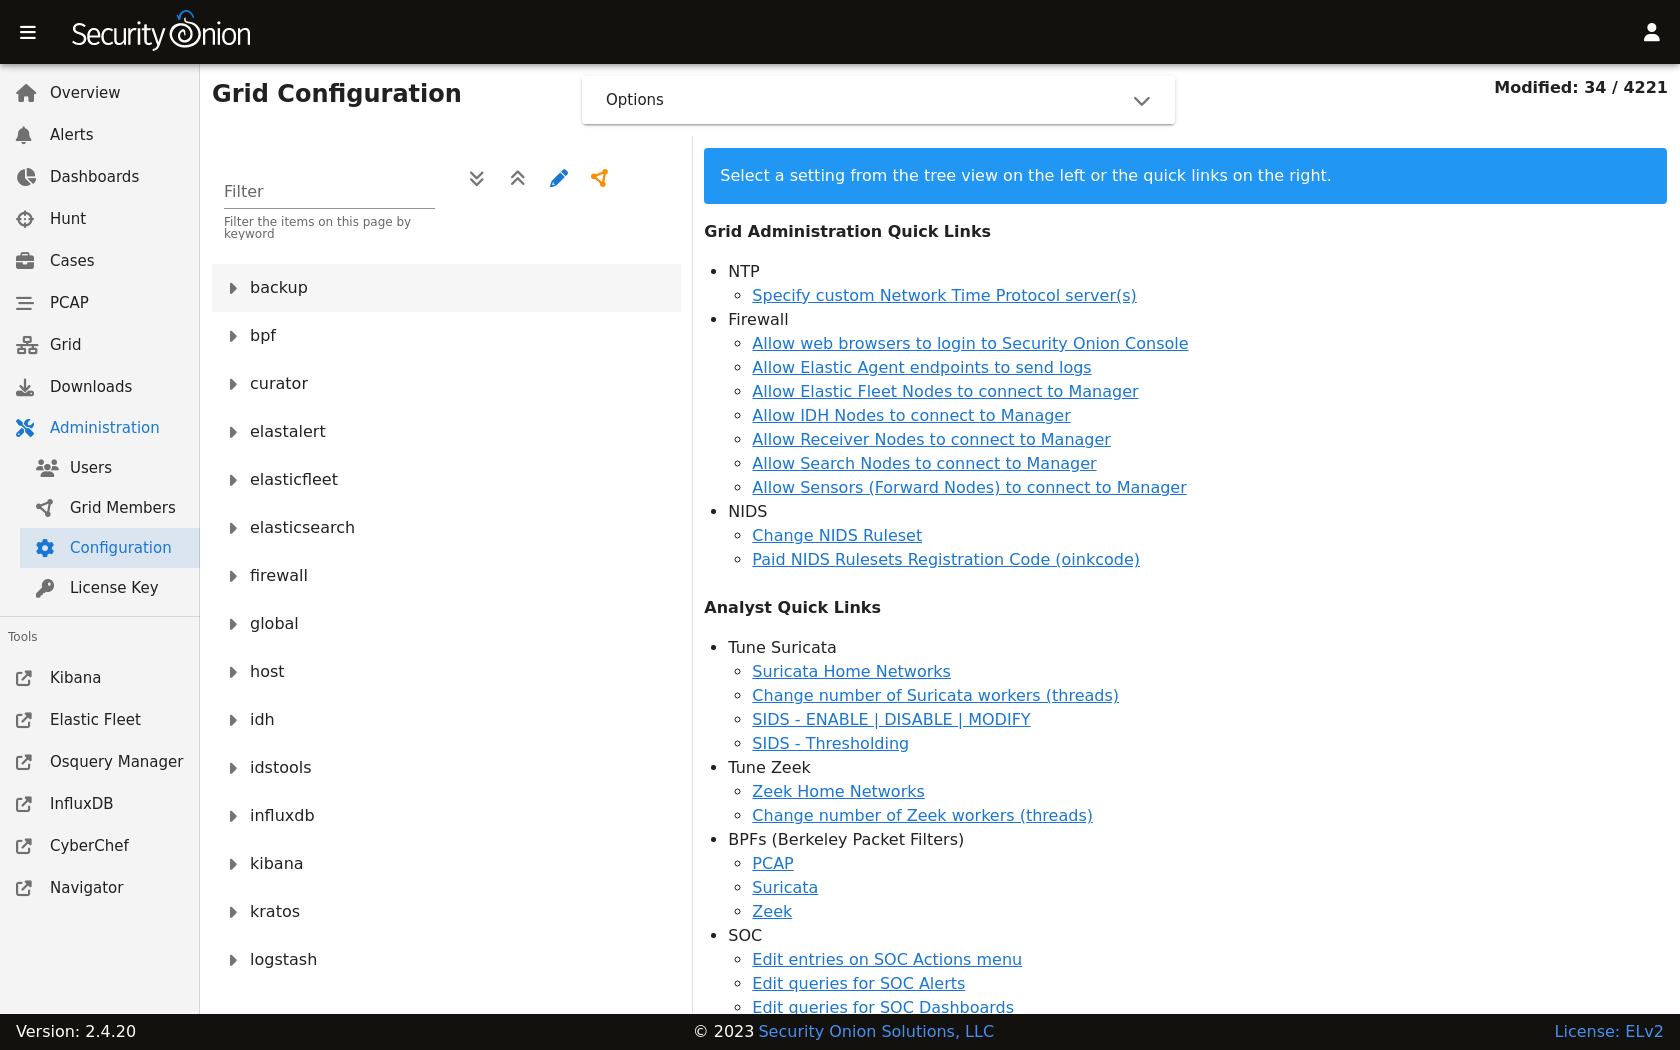 Security Onion
Overview
Alerts
Dashboards
Hunt
Cases
PCAP
Grid
Downloads
Administration
Users
Grid Members
Configuration
License Key
Tools
Kibana
Elastic Fleet
Osquery Manager
InfluxDB
CyberChef
Navigator
Grid Configuration
Options
Modified: 34 / 4221
Filter
Filter the items on this page by
keyword
backup
bpf
curator
elastalert
elasticfleet
elasticsearch
firewall
global
host
idh
idstools
influxdb
kibana
kratos
logstash
Select a setting from the tree view on the left or the quick links on the right.
Grid Administration Quick Links
NTP
Specify custom Network Time Protocol server(s)
Firewall
Allow web browsers to login to Security Onion Console
Allow Elastic Agent endpoints to send logs
Allow Elastic Fleet Nodes to connect to Manager
Allow IDH Nodes to connect to Manager
Allow Receiver Nodes to connect to Manager
Allow Search Nodes to connect to Manager
Allow Sensors (Forward Nodes) to connect to Manager
NIDS
Change NIDS Ruleset
Paid NIDS Rulesets Registration Code (oinkcode)
Analyst Quick Links
Tune Suricata
Suricata Home Networks
Change number of Suricata workers (threads)
SIDS - ENABLE | DISABLE | MODIFY
SIDS - Thresholding
Tune Zeek
Zeek Home Networks
Change number of Zeek workers (threads)
BPFs (Berkeley Packet Filters)
PCAP
Suricata
Zeek
SOC
Edit entries on SOC Actions menu
Edit queries for SOC Alerts
Edit queries for SOC Dashboards
Version: 2.4.20
© 2023 Security Onion Solutions, LLC
License: ELv2